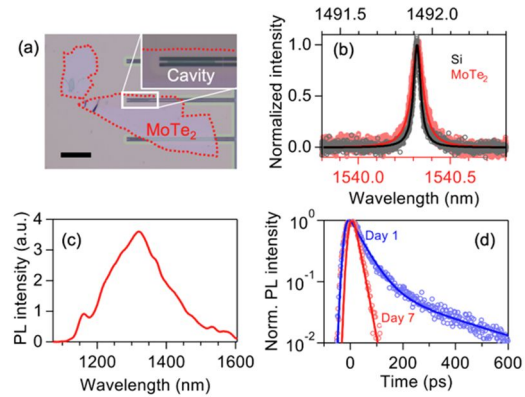 1491.5 1492.0
(a)
Cavity
MoTe₂
(b)
Si
MoTe₂
Normalized intensity
1.0
0.5
0.0
1540.0 1540.5
Wavelength (nm)
(c)
PL intensity (a.u.)
4
3
2
1
0
1200 1400 1600
Wavelength (nm)
(d)
Day 1
Day 7
Norm. PL intensity
10⁰
10⁻¹
10⁻²
0 200 400 600
Time (ps)